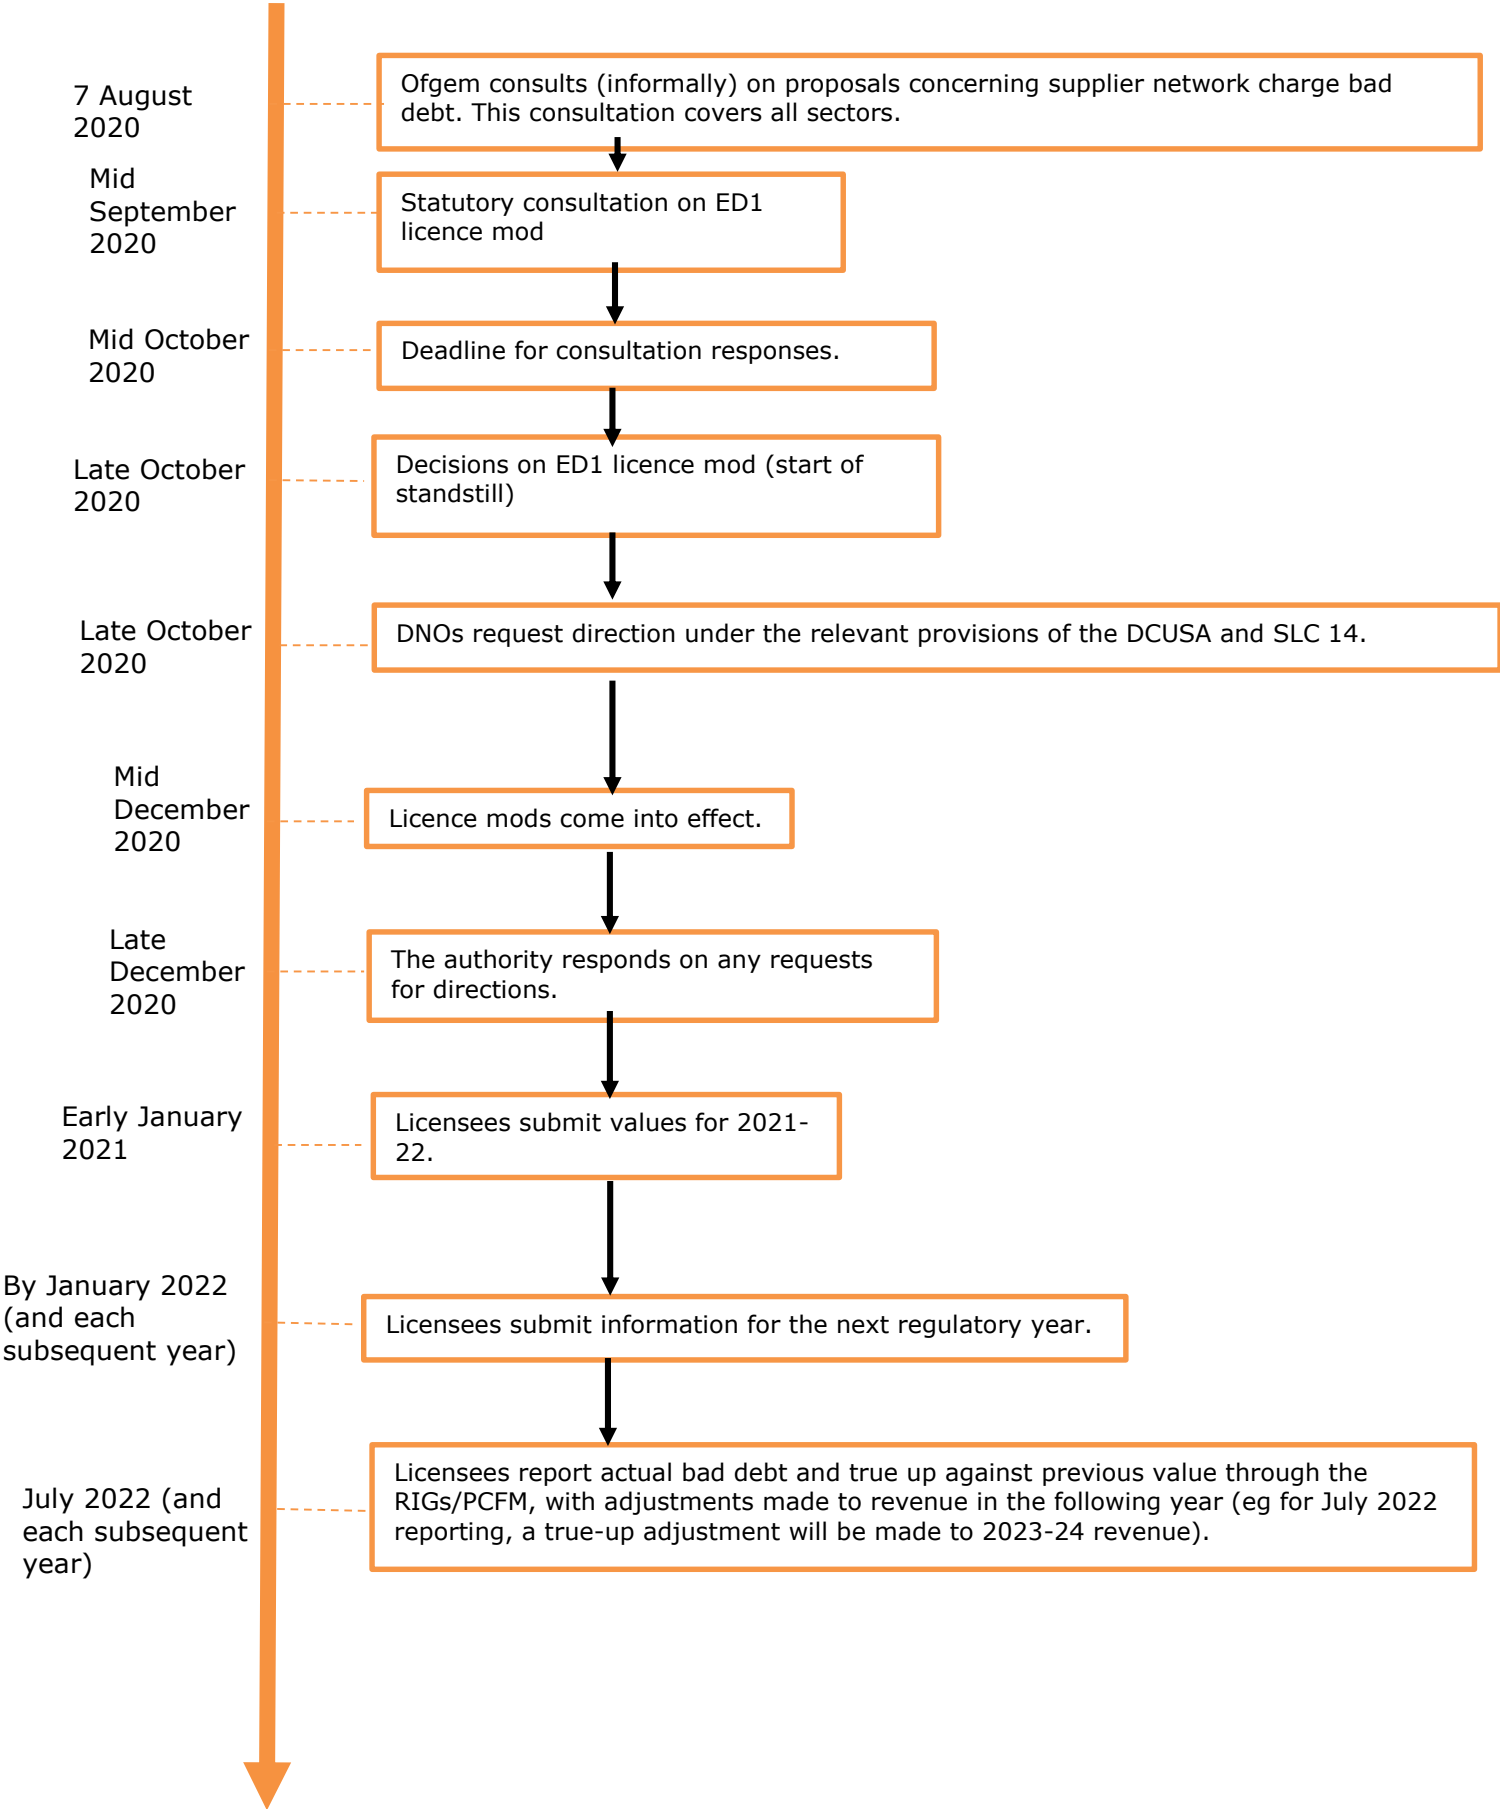 7 August
2020
Ofgem consults (informally) on proposals concerning supplier network charge bad
debt. This consultation covers all sectors.
Mid
September
2020
Statutory consultation on ED1
licence mod
Mid October
2020
Deadline for consultation responses.
Late October
2020
Decisions on ED1 licence mod (start of
standstill)
Late October
2020
DNOs request direction under the relevant provisions of the DCUSA and SLC 14.
Mid
December
2020
Licence mods come into effect.
Late
December
2020
The authority responds on any requests
for directions.
Early January
2021
Licensees submit values for 2021-
22.
By January 2022
(and each
subsequent year)
Licensees submit information for the next regulatory year.
July 2022 (and
each subsequent
year)
Licensees report actual bad debt and true up against previous value through the
RIGs/PCFM, with adjustments made to revenue in the following year (eg for July 2022
reporting, a true-up adjustment will be made to 2023-24 revenue).